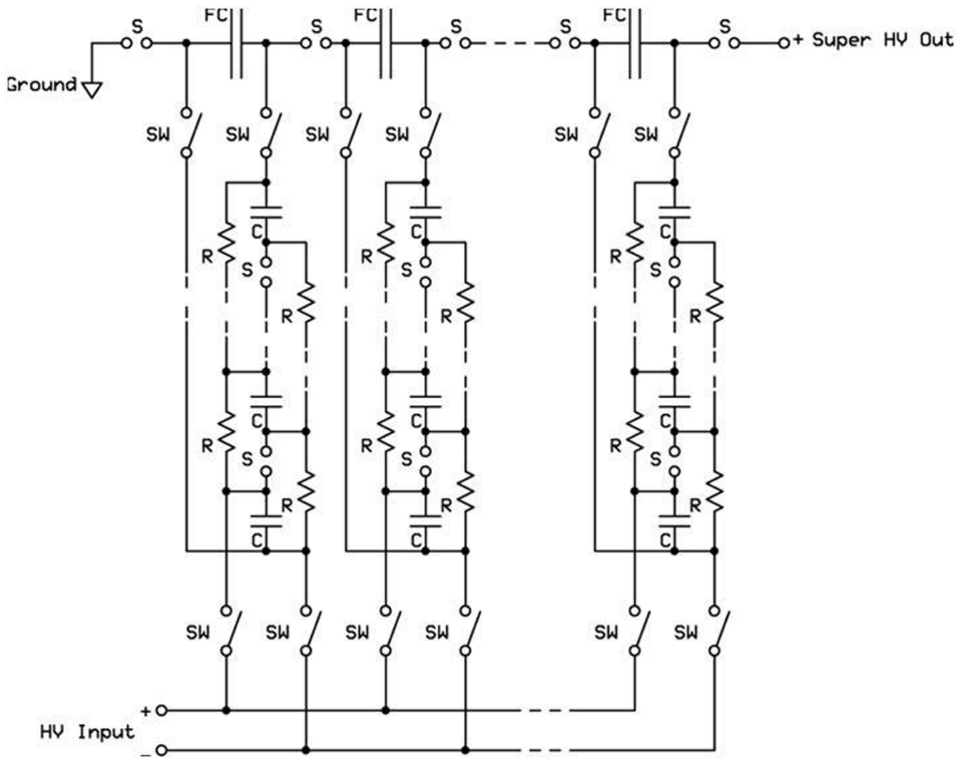 FC FC FC
S S S S S
+ Super HV Out
Ground
SW SW SW SW SW SW
C C C
R R R
S S S
R R R
C C C
R R R
S S S
R R R
C C C
SW SW SW SW SW SW
+
HV Input
−